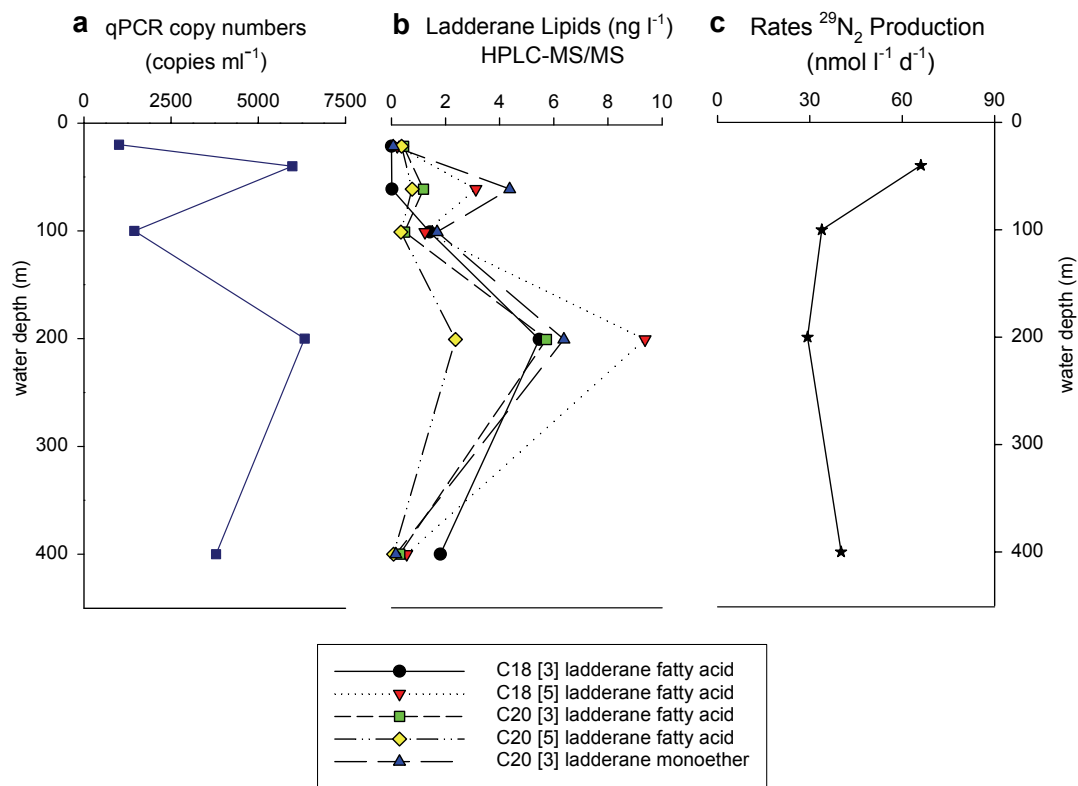 a qPCR copy numbers
(copies ml⁻¹)
b Ladderane Lipids (ng l⁻¹)
HPLC-MS/MS
c Rates ²⁹N₂ Production
(nmol l⁻¹ d⁻¹)
0 2500 5000 7500
0 2 4 6 8 10
0 30 60 90
0
100
200
300
400
water depth (m)
0
100
200
300
400
water depth (m)
C18 [3] ladderane fatty acid
C18 [5] ladderane fatty acid
C20 [3] ladderane fatty acid
C20 [5] ladderane fatty acid
C20 [3] ladderane monoether